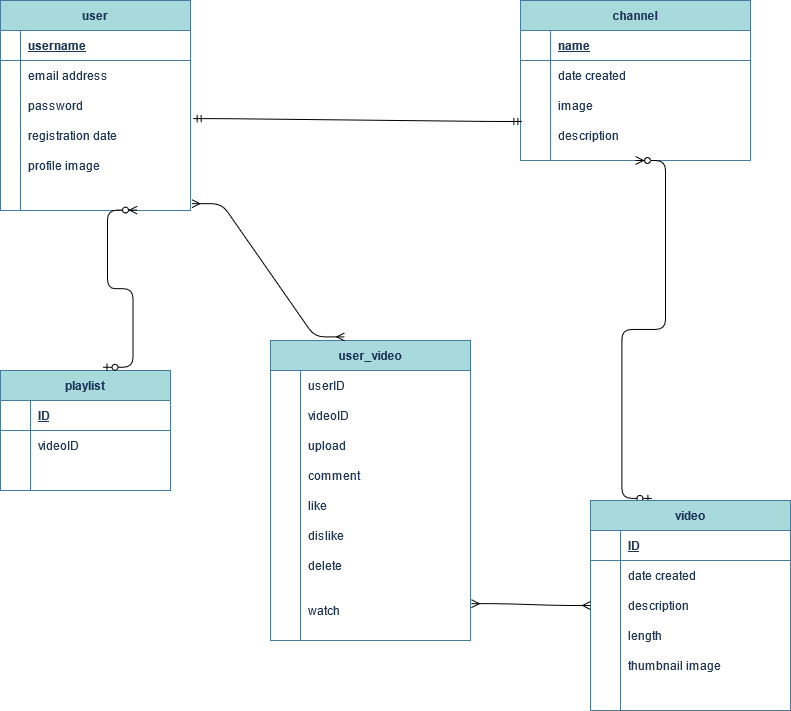 user
username
email address
password
registration date
profile image
channel
name
date created
image
description
playlist
ID
videoID
user_video
userID
videoID
upload
comment
like
dislike
delete
watch
video
ID
date created
description
length
thumbnail image